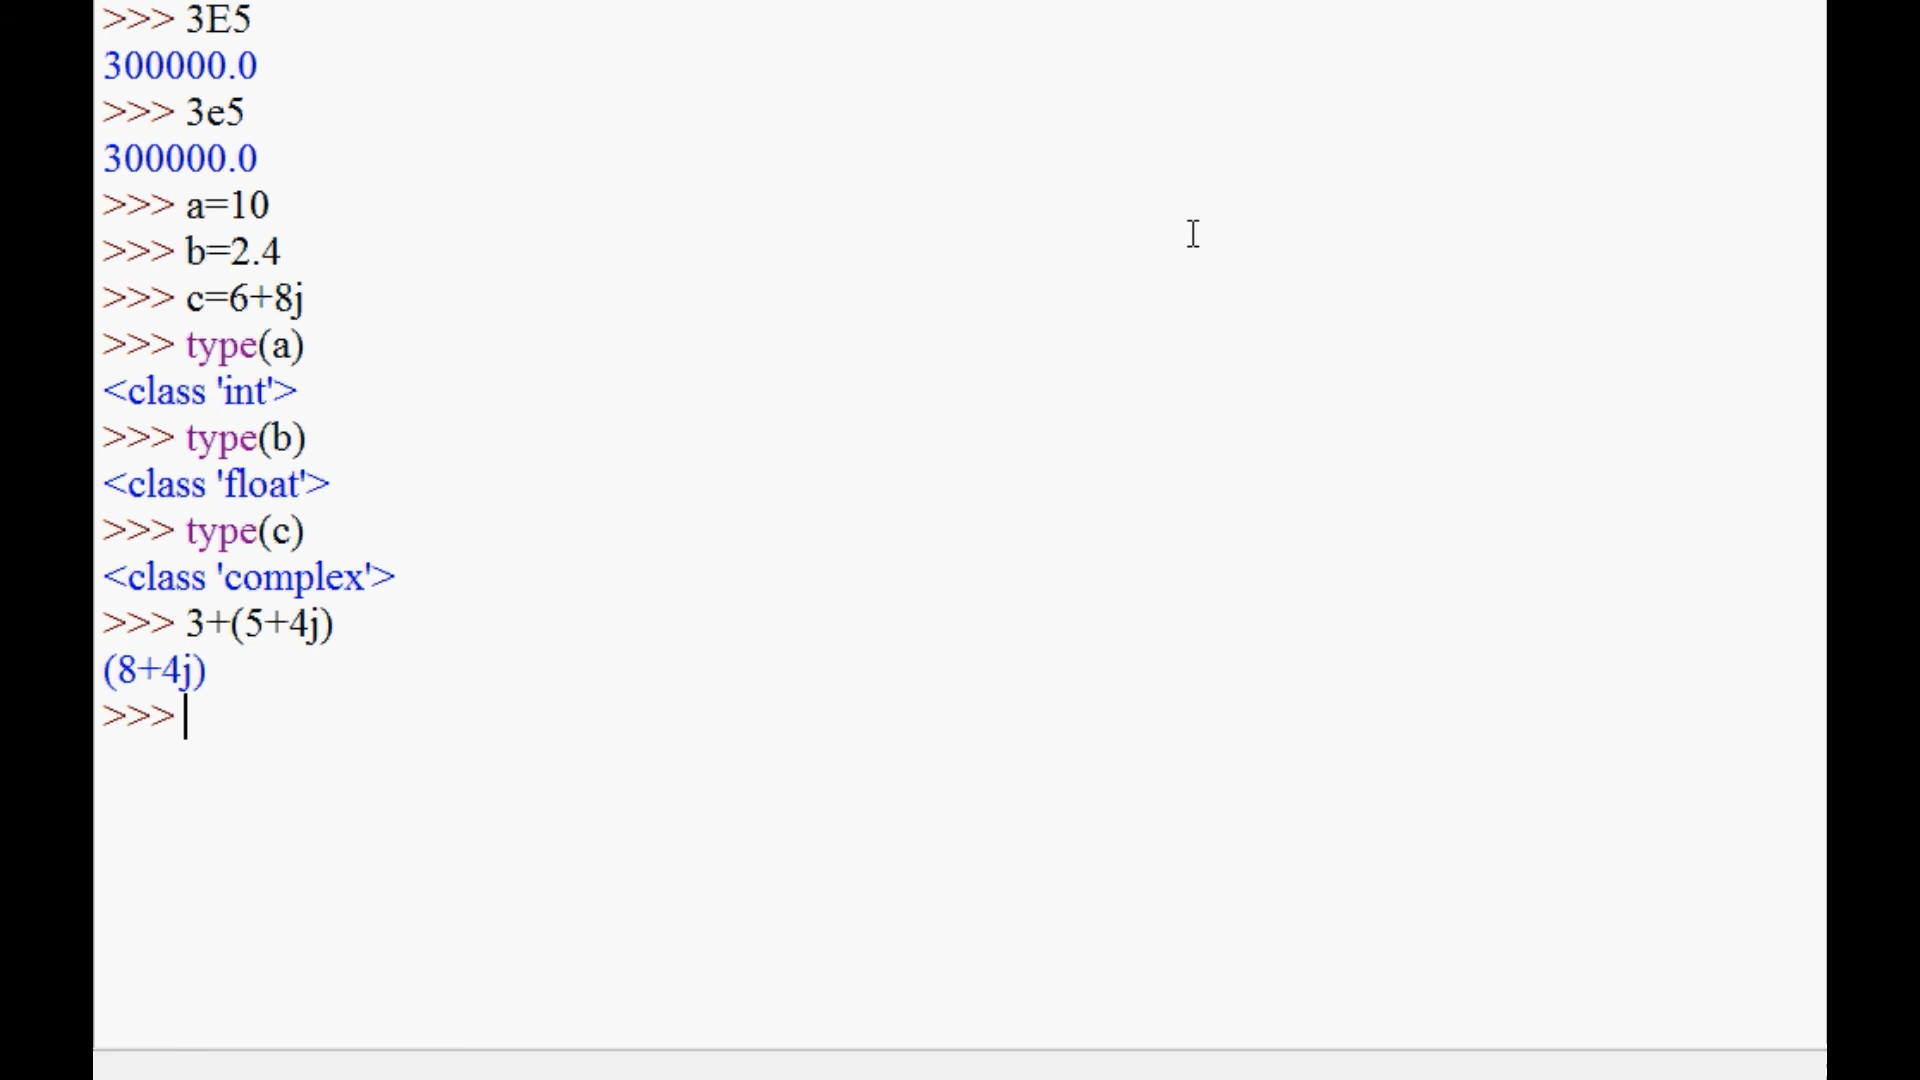 >>> 3E5
300000.0
>>> 3e5
300000.0
>>> a=10
>>> b=2.4
>>> c=6+8j
>>> type(a)
<class 'int'>
>>> type(b)
<class 'float'>
>>> type(c)
<class 'complex'>
>>> 3+(5+4j)
(8+4j)
>>>